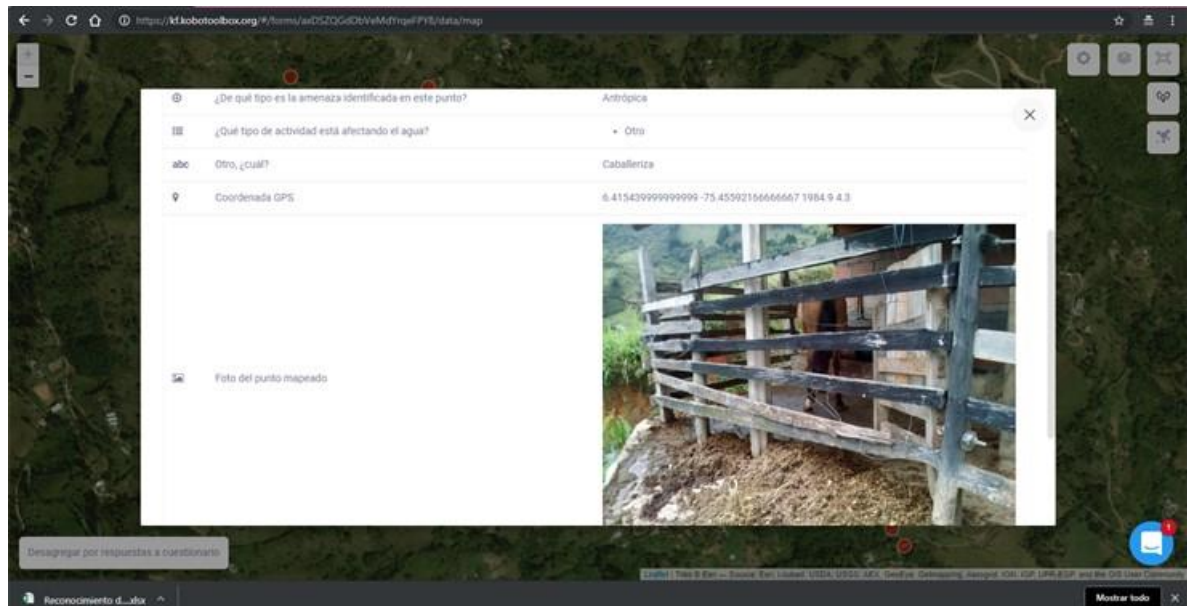 https://kf.kobotoolbox.org/#/forms/axDSZQGdDbVeMdYrqeFPYB/data/map
¿De qué tipo es la amenaza identificada en este punto? Antrópica
¿Qué tipo de actividad está afectando el agua? • Otro
abc Otro, ¿cuál? Caballeriza
Coordenada GPS 6.415439999999999 -75.45592166666667 1984.9 4.3
Foto del punto mapeado
Desagregar por respuestas a cuestionario
1
Leaflet | Tiles © Esri — Source: Esri, i-cubed, USDA, USGS, AEX, GeoEye, Getmapping, Aerogrid, IGN, IGP, UPR-EGP, and the GIS User Community
Reconocimiento d....xlsx
Mostrar todo